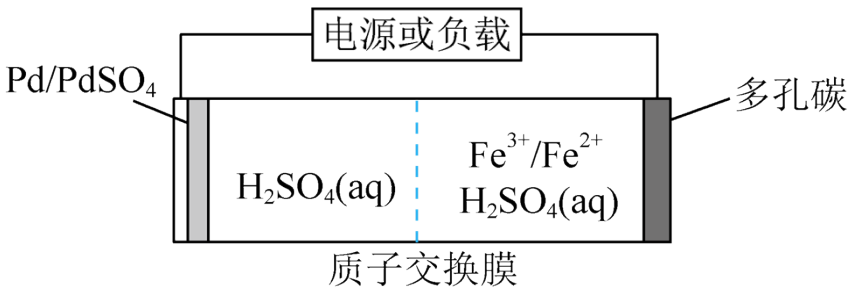 电源或负载
Pd/PdSO₄
多孔碳
Fe³⁺/Fe²⁺
H₂SO₄(aq)
H₂SO₄(aq)
质子交换膜